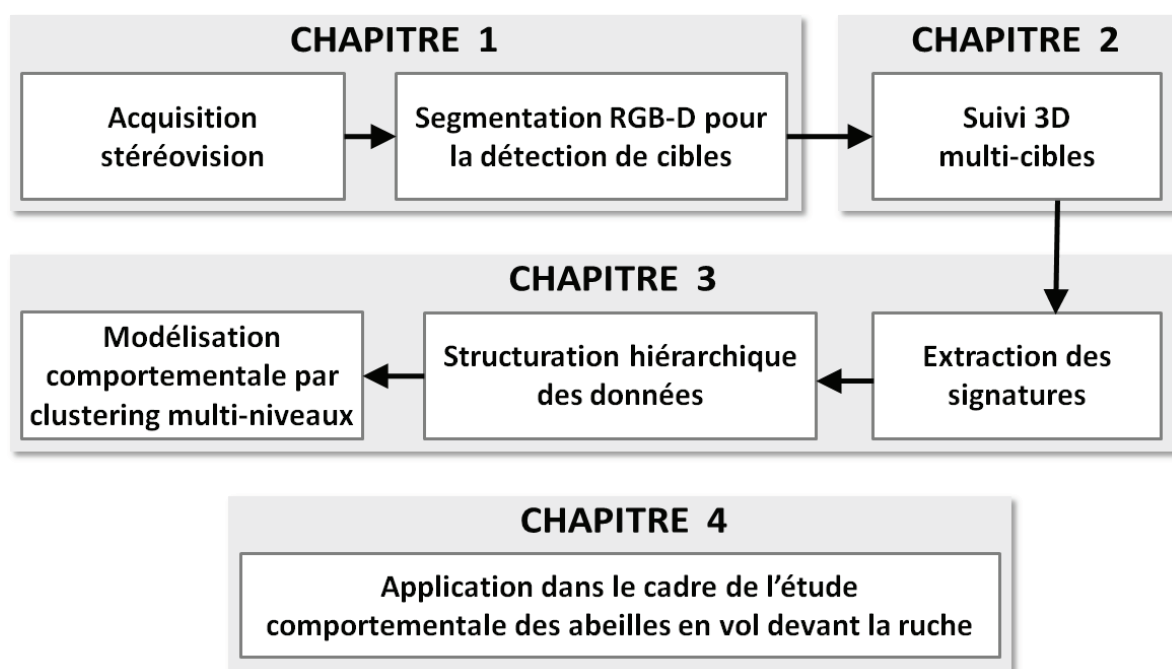 CHAPITRE 1
Acquisition
stéréovision
Segmentation RGB-D pour
la détection de cibles
CHAPITRE 2
Suivi 3D
multi-cibles
CHAPITRE 3
Extraction des
signatures
Structuration hiérarchique
des données
Modélisation
comportementale par
clustering multi-niveaux
CHAPITRE 4
Application dans le cadre de l’étude
comportementale des abeilles en vol devant la ruche